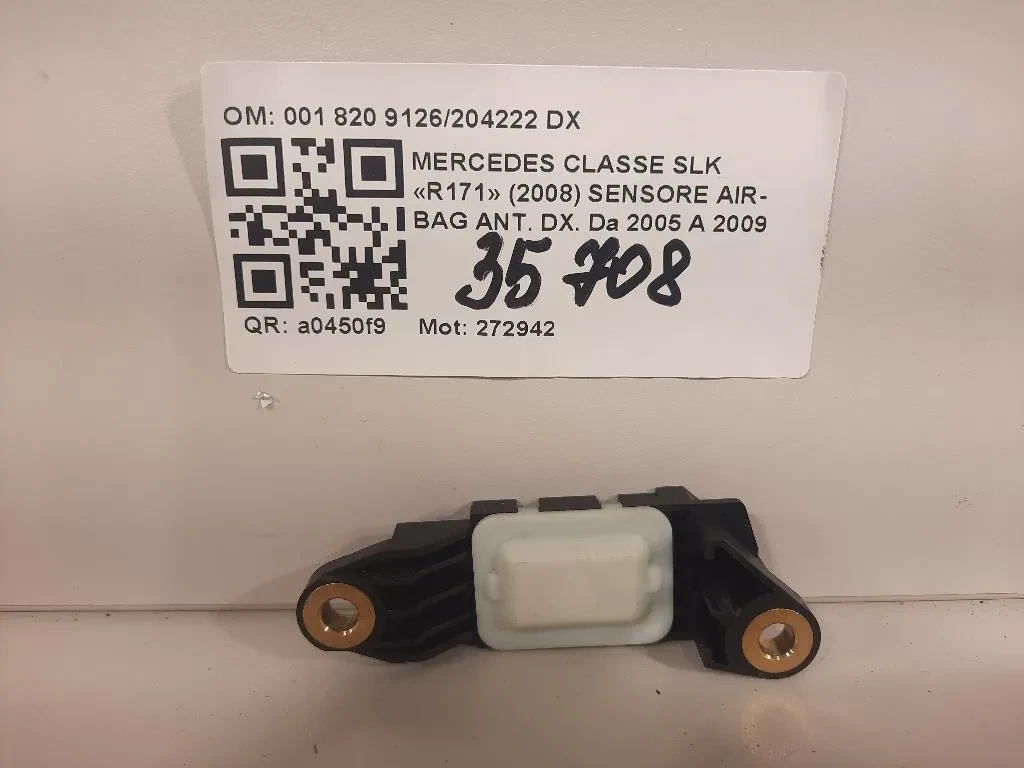 OM: 001 820 9126/204222 DX
MERCEDES CLASSE SLK
«R171» (2008) SENSORE AIR-
BAG ANT. DX. Da 2005 A 2009
35 708
QR: a0450f9 Mot: 272942